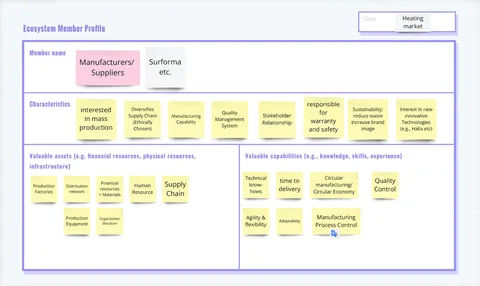 Ecosystem Member Profile
Case
Heating
market
Member name
Manufacturers/
Suppliers
Surforma
etc.
Characteristics
interested
in mass
production
Diversifies
Supply Chain
(Ethically
Chosen)
Manufacturing
Capability
Quality
Management
System
Stakeholder
Relationship
responsible
for
warranty
and safety
Sustainability:
reduce waste
increase brand
image
Interest in new
innovative
Technologies
(e.g., Halia etc)
Valuable assets (e.g. financial resources, physical resources,
infrastructure)
Production
Factories
Distribution
network
Financial
resources
+ Materials
Human
Resource
Supply
Chain
Production
Equipment
Organization
Structure
Valuable capabilities (e.g., knowledge, skills, experience)
Technical
know-
hows
time to
delivery
Circular
manufacturing/
Circular Economy
Quality
Control
Agility &
flexibility
Adaptability
Manufacturing
Process Control